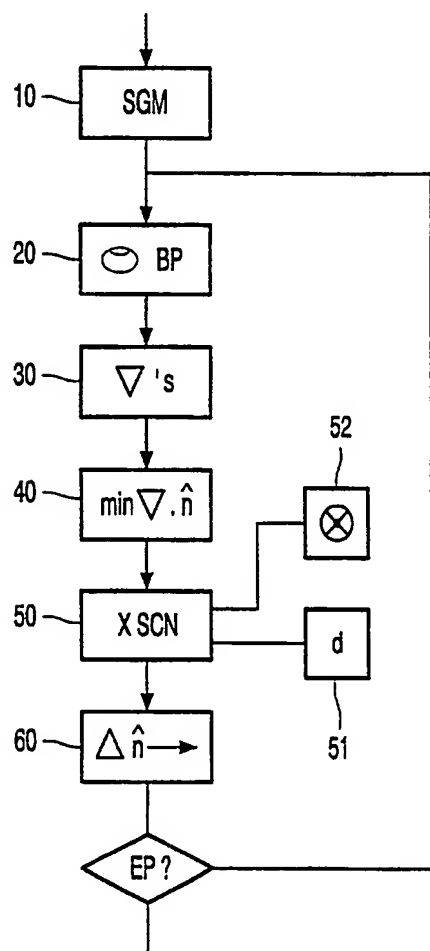 10
SGM
20
BP
30
▽ 's
40
min ▽ . n̂
52
50
X SCN
d
51
60
△ n̂ →
EP ?